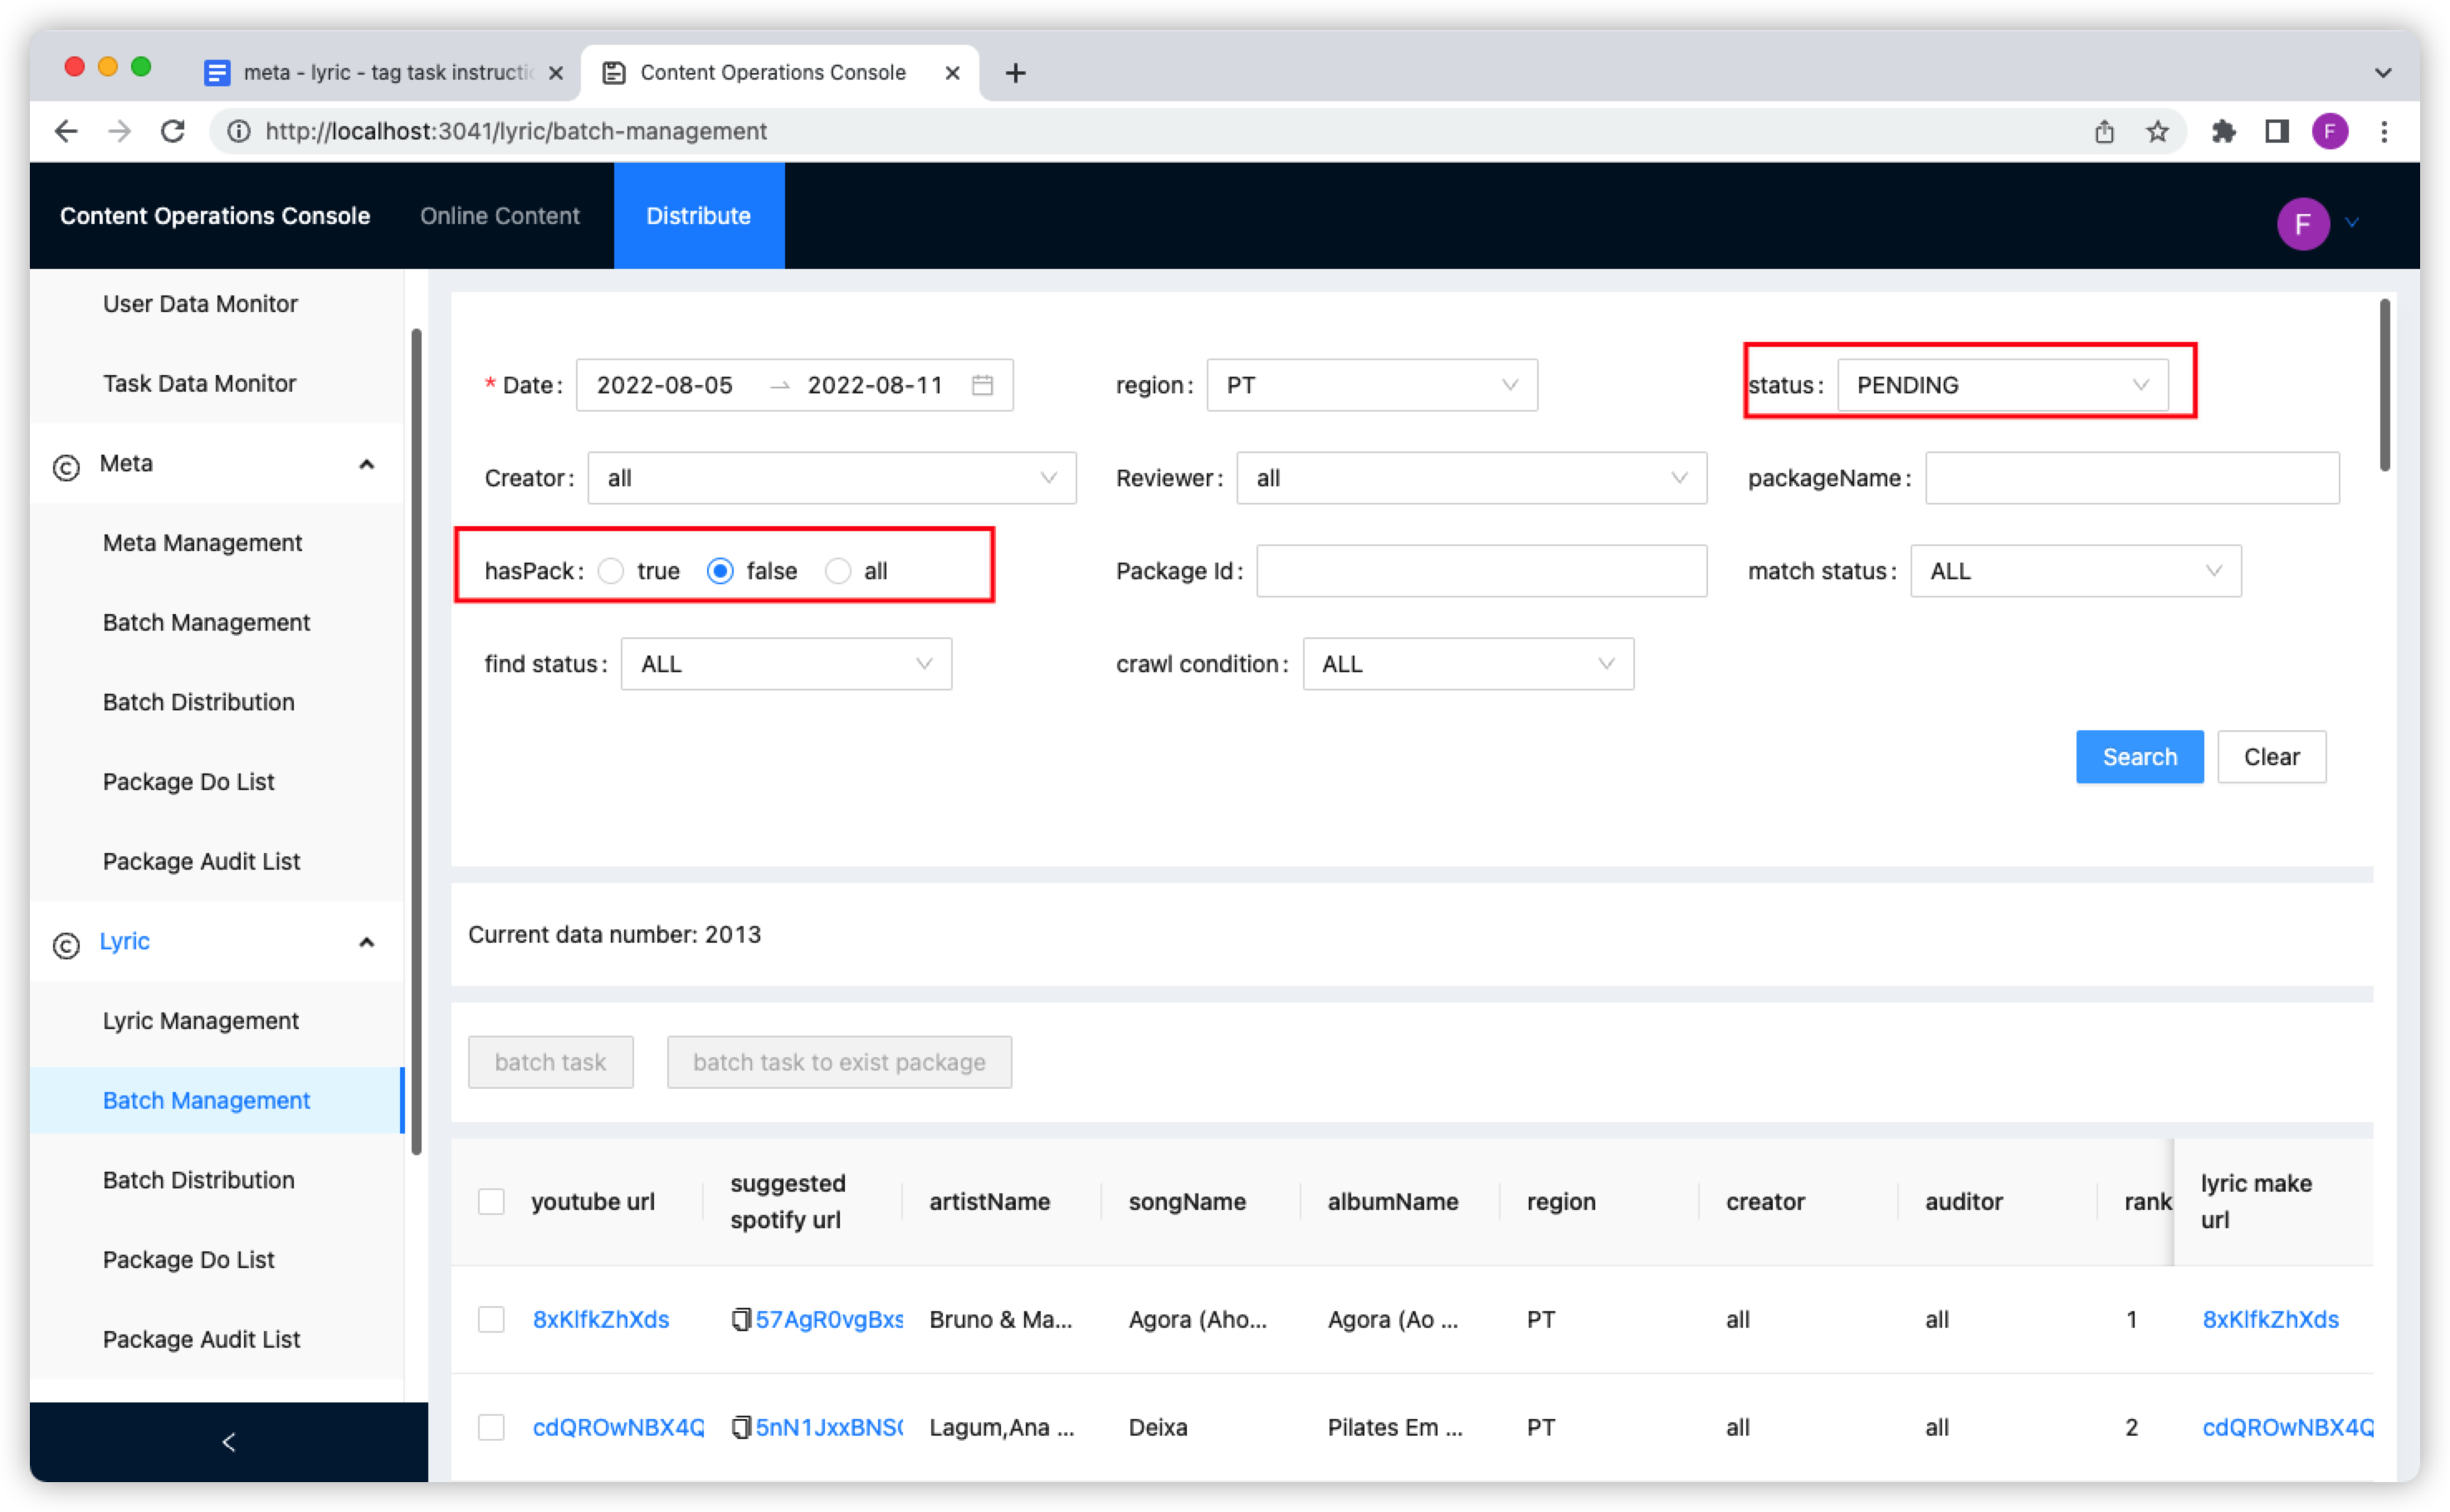 meta - lyric - tag task instructio
Content Operations Console
http://localhost:3041/lyric/batch-management
F
Content Operations Console
Online Content
Distribute
F
User Data Monitor
Task Data Monitor
Meta
Meta Management
Batch Management
Batch Distribution
Package Do List
Package Audit List
Lyric
Lyric Management
Batch Management
Batch Distribution
Package Do List
Package Audit List
* Date: 2022-08-05 → 2022-08-11
region: PT
status: PENDING
Creator: all
Reviewer: all
packageName:
hasPack: true false all
Package Id:
match status: ALL
find status: ALL
crawl condition: ALL
Search Clear
Current data number: 2013
batch task
batch task to exist package
youtube url suggested spotify url artistName songName albumName region creator auditor rank lyric make url
8xKlfkZhXds 57AgR0vgBxs Bruno & Ma... Agora (Aho... Agora (Ao ... PT all all 1 8xKlfkZhXds
cdQROwNBX4Q 5nN1JxxBNS Lagum,Ana ... Deixa Pilates Em ... PT all all 2 cdQROwNBX4Q